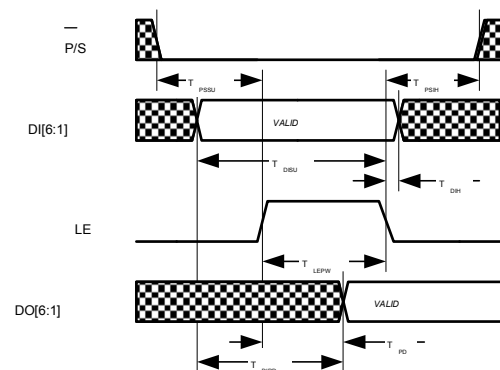 P/S
T PSSU
T PSIH
DI[6:1]
VALID
T DISU
T DIH
LE
T LEPW
DO[6:1]
VALID
T PD